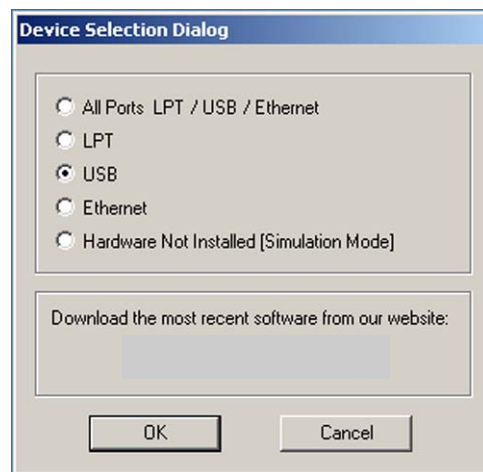 Device Selection Dialog
All Ports LPT / USB / Ethernet
LPT
USB
Ethernet
Hardware Not Installed [Simulation Mode]
Download the most recent software from our website:
OK
Cancel